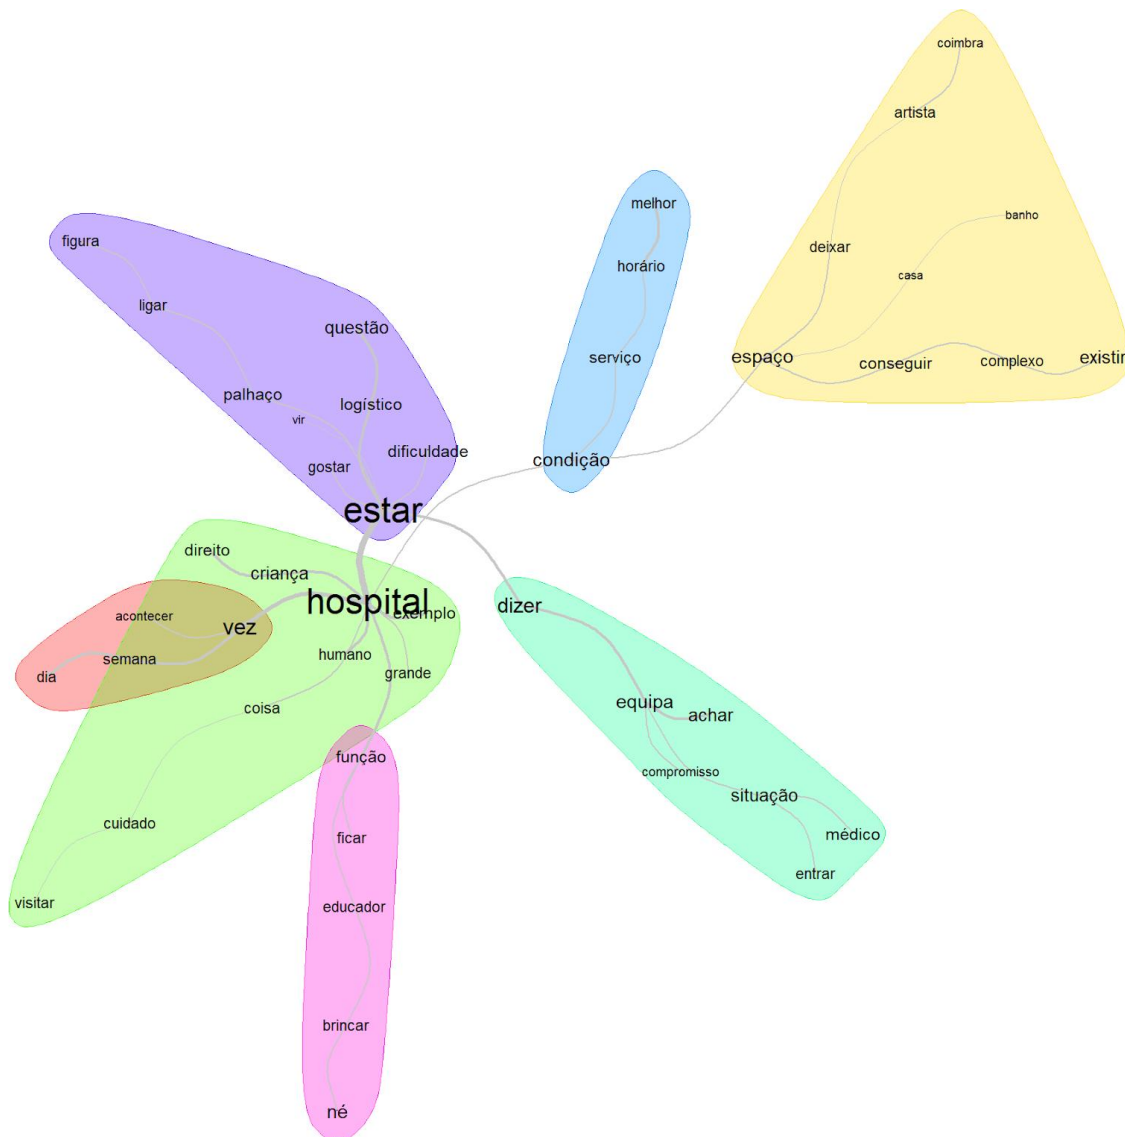 coimbra
artista
melhor
banho
figura
deixar
horário
casa
ligar
questão
serviço
espaço
conseguir
complexo
existir
palhaço
logístico
vir
dificuldade
gostar
condição
estar
direito
criança
hospital
dizer
exemplo
acontecer
vez
semana
humano
dia
grande
coisa
equipa
achar
função
compromisso
situação
cuidado
ficar
médico
entrar
visitar
educador
brincar
né